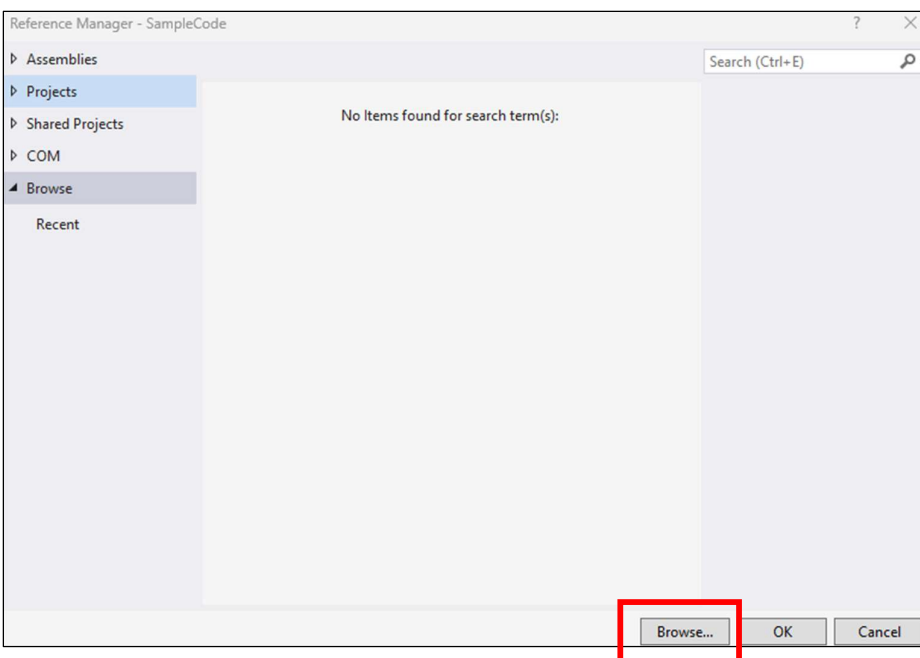 Reference Manager - SampleCode
?
Assemblies
Search (Ctrl+E)
Projects
No Items found for search term(s):
Shared Projects
COM
Browse
Recent
Browse... OK Cancel